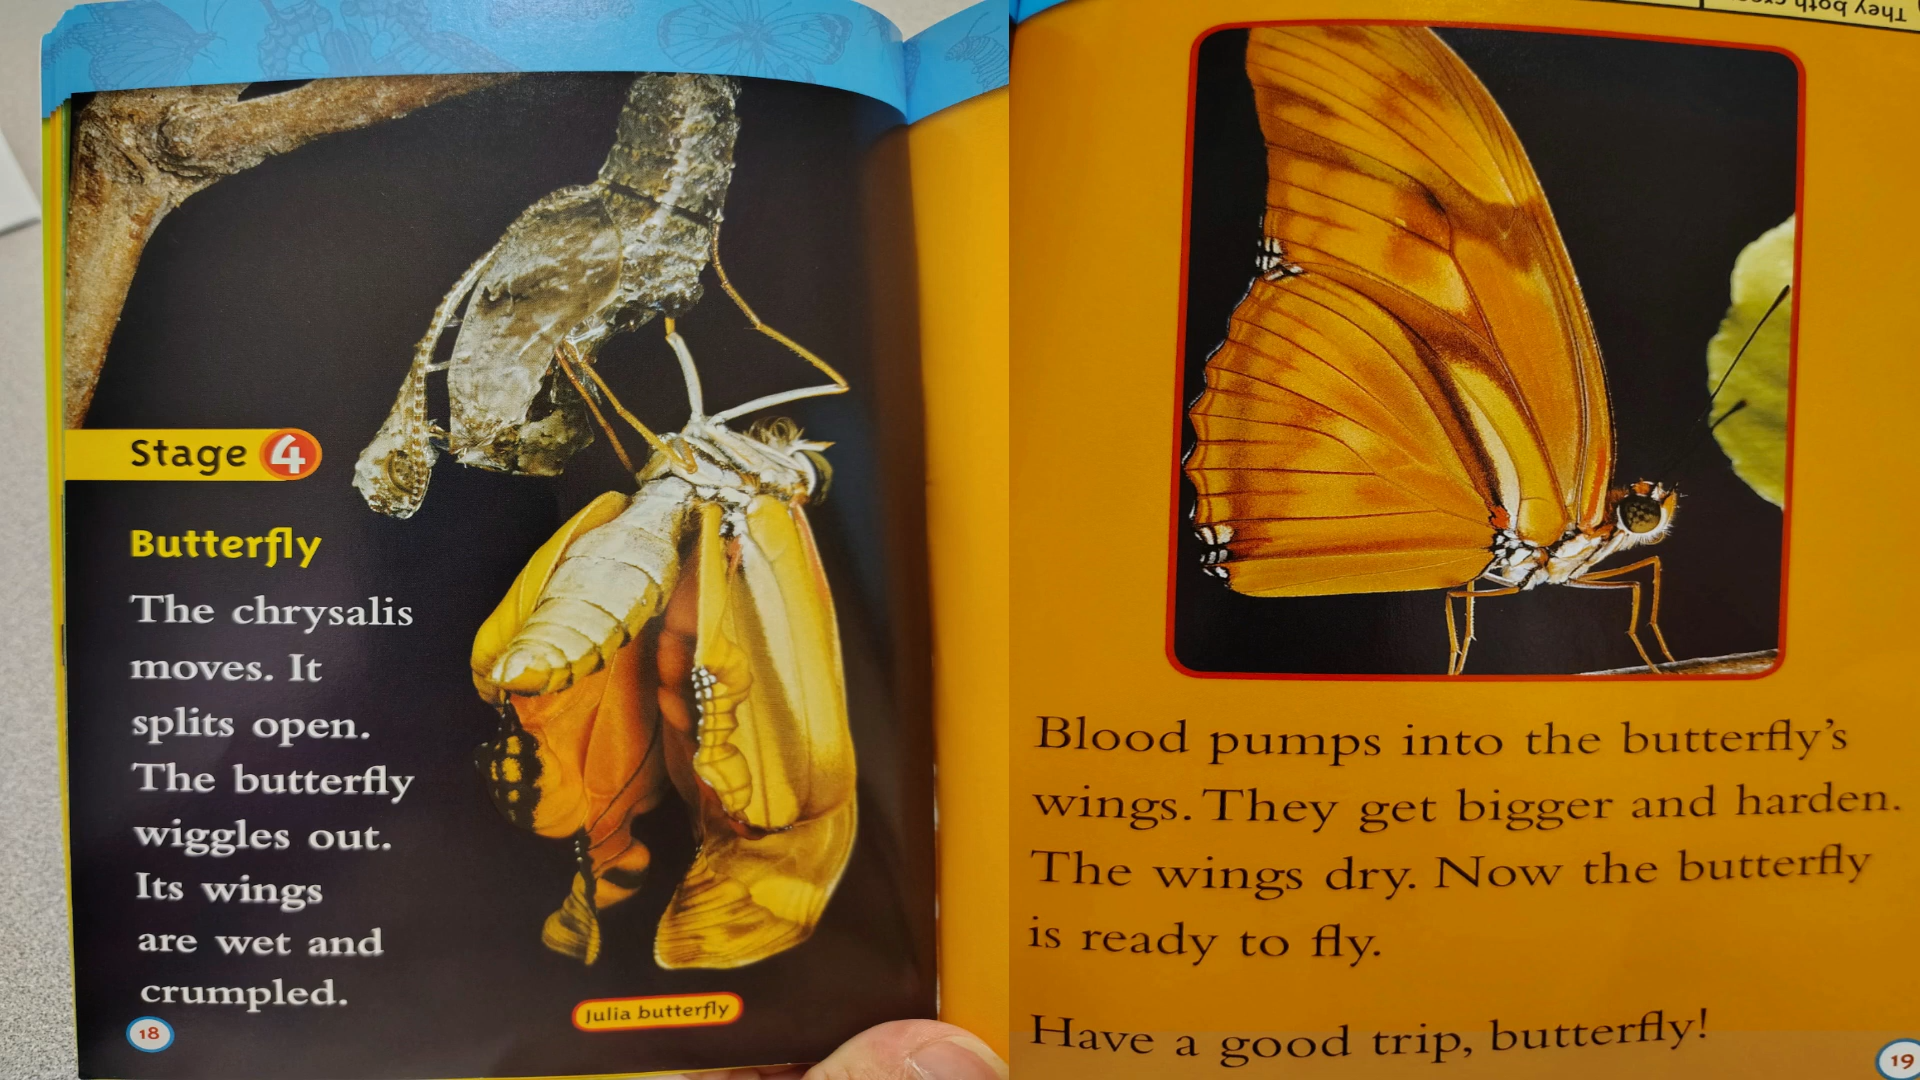 Stage 4
Butterfly
The chrysalis
moves. It
splits open.
The butterfly
wiggles out.
Its wings
are wet and
crumpled.
Julia butterfly
18
They both
Blood pumps into the butterfly's
wings. They get bigger and harden.
The wings dry. Now the butterfly
is ready to fly.
Have a good trip, butterfly!
19